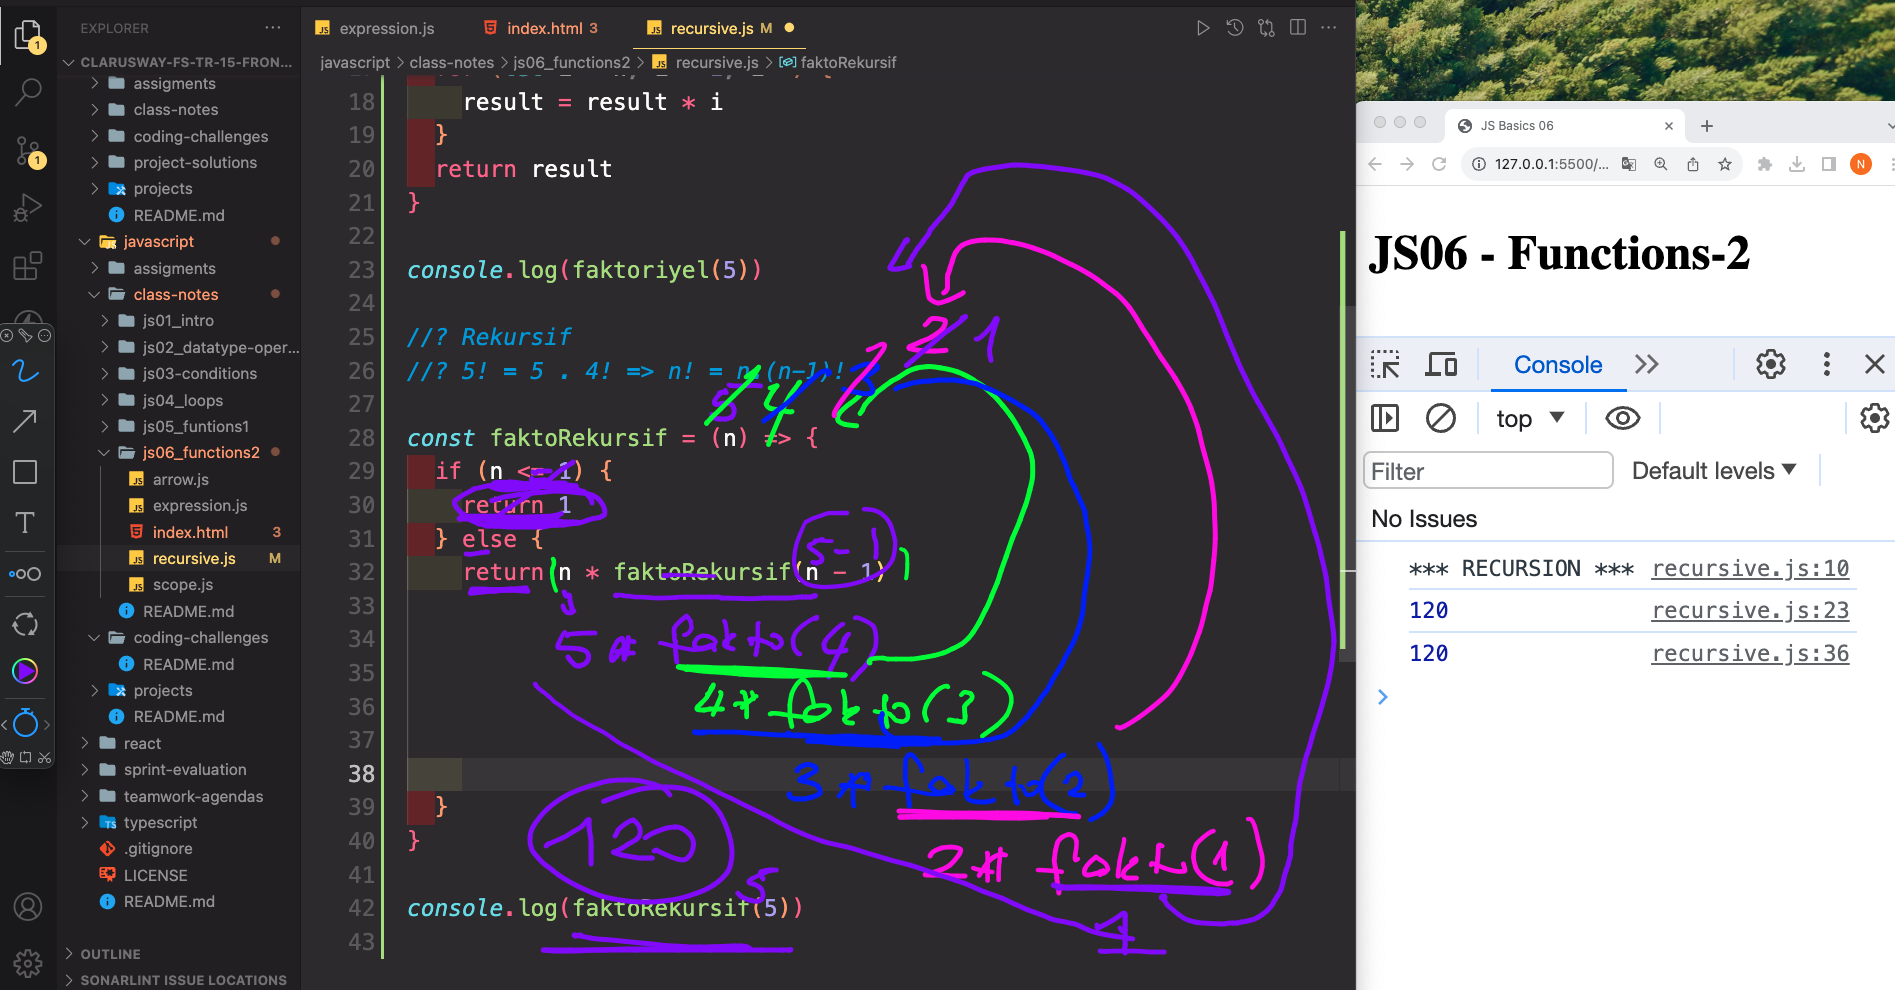 EXPLORER
CLARUSWAY-FS-TR-15-FRON...
assigments
class-notes
coding-challenges
project-solutions
projects
README.md
javascript
assigments
class-notes
js01_intro
js02_datatype-oper...
js03-conditions
js04_loops
js05_funtions1
js06_functions2
arrow.js
expression.js
index.html 3
recursive.js M
scope.js
README.md
coding-challenges
README.md
projects
README.md
react
sprint-evaluation
teamwork-agendas
typescript
.gitignore
LICENSE
README.md
OUTLINE
SONARLINT ISSUE LOCATIONS
expression.js
index.html 3
recursive.js M
javascript > class-notes > js06_functions2 > recursive.js > faktoRekursif
18 result = result * i
19 }
20 return result
21 }
22
23 console.log(faktoriyel(5))
24
25 //? Rekursif
26 //? 5! = 5 . 4! => n! = n.(n-1)!
27
28 const faktoRekursif = (n) => {
29 if (n <= 1) {
30 return 1
31 } else {
32 return n * faktoRekursif(n - 1)
33
34
35
36
37
38
39 }
40 }
41
42 console.log(faktoRekursif(5))
43
2 1
5 4 3
5-1
5 * fakto(4)
4 * fakto(3)
3 * fakto(2)
2 * fakto(1)
120
5
1
JS Basics 06
127.0.0.1:5500/...
N
JS06 - Functions-2
Console
top
Filter
Default levels
No Issues
*** RECURSION *** recursive.js:10
120 recursive.js:23
120 recursive.js:36